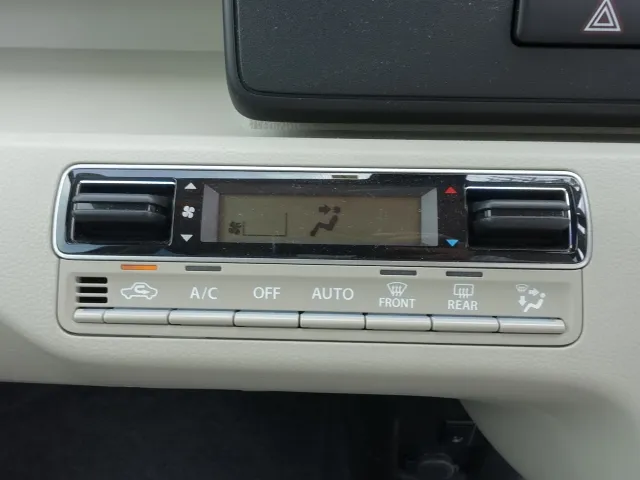 A/C OFF AUTO FRONT REAR